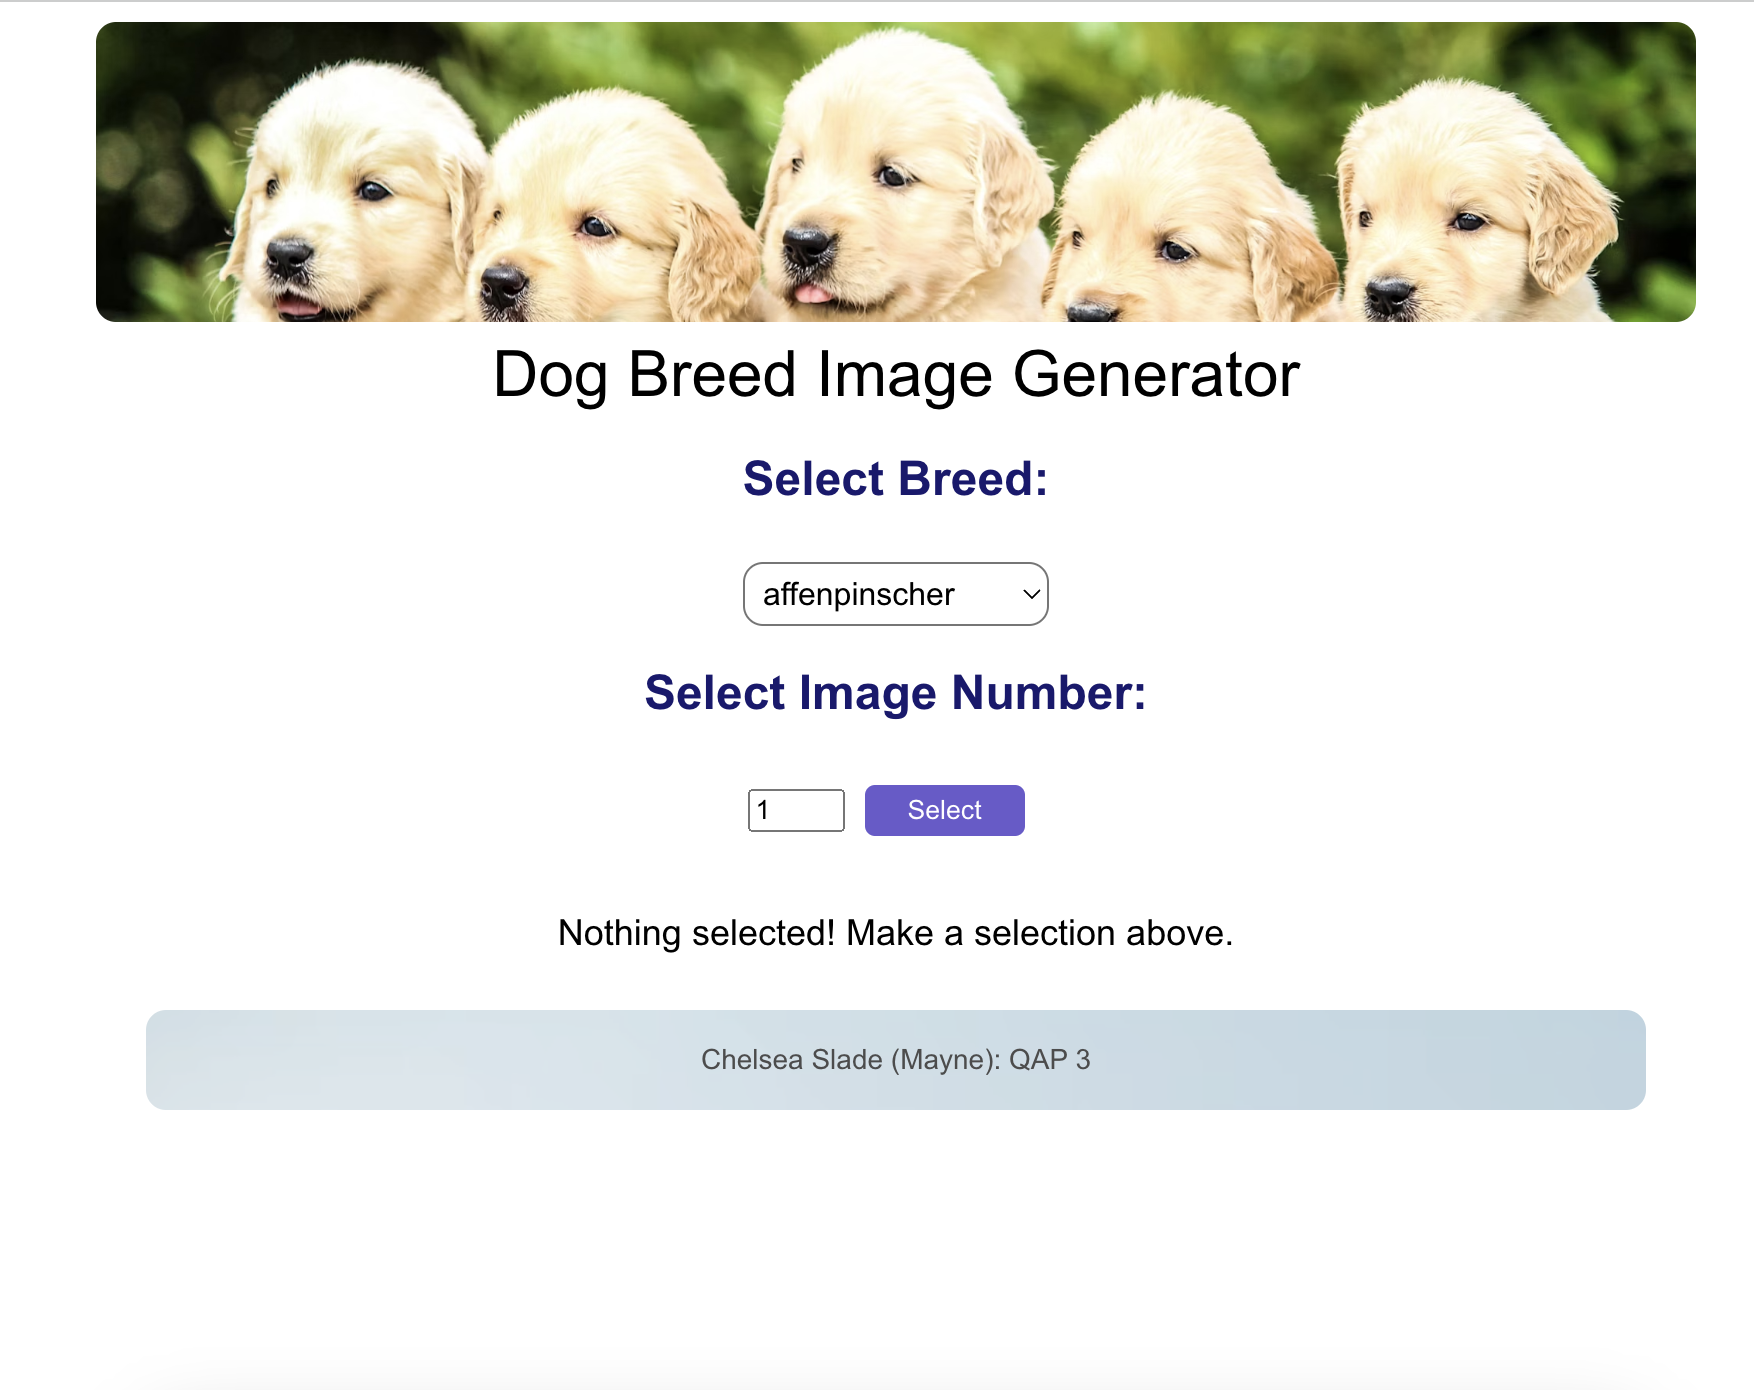 Dog Breed Image Generator
Select Breed:
affenpinscher
Select Image Number:
1 Select
Nothing selected! Make a selection above.
Chelsea Slade (Mayne): QAP 3